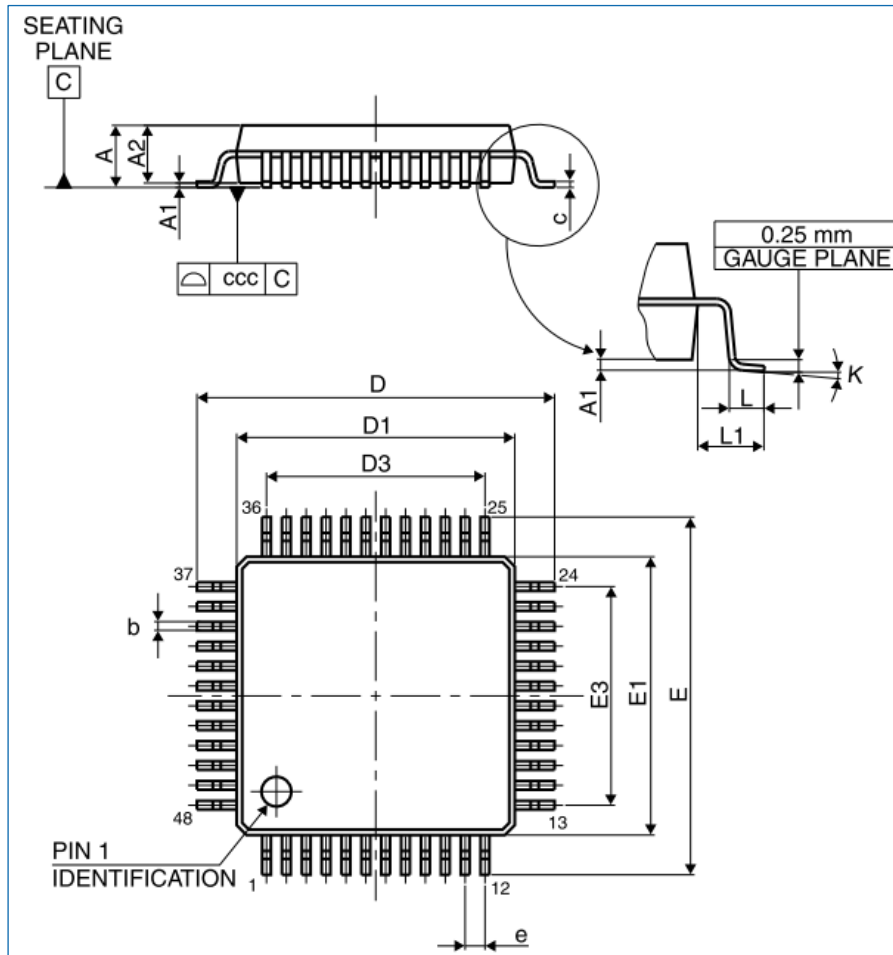 SEATING
PLANE
C
A
A2
A1
c
ccc C
0.25 mm
GAUGE PLANE
A1
L
L1
K
D
D1
D3
36
25
37
24
b
E3
E1
E
48
13
PIN 1
IDENTIFICATION
1
12
e